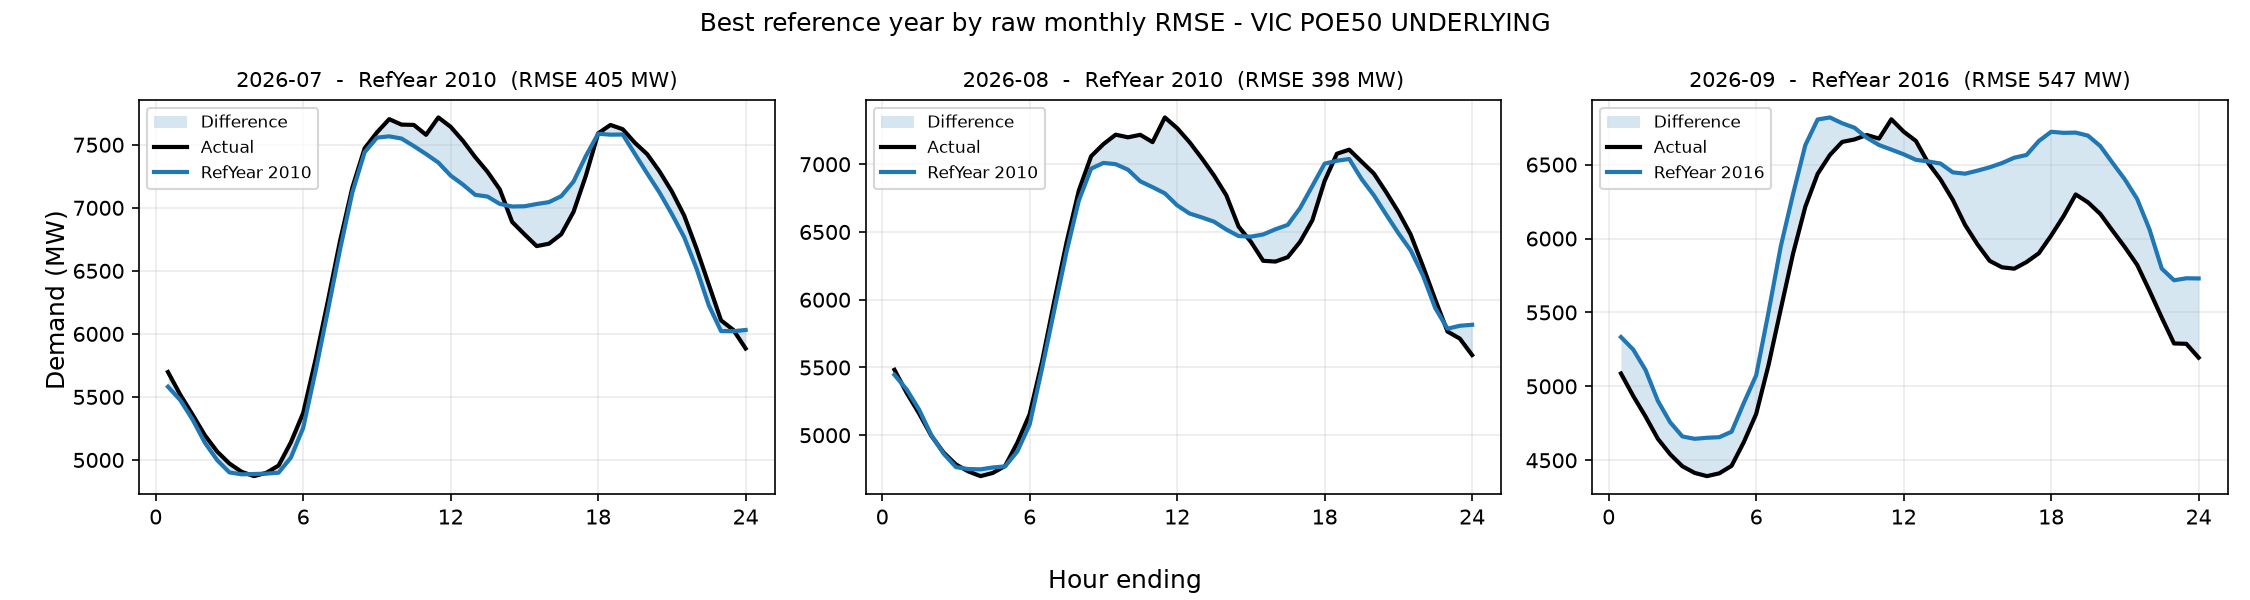 Best reference year by raw monthly RMSE - VIC POE50 UNDERLYING
2026-07  -  RefYear 2010  (RMSE 405 MW)
Difference
Actual
RefYear 2010
Demand (MW)
7500
7000
6500
6000
5500
5000
0 6 12 18 24
2026-08  -  RefYear 2010  (RMSE 398 MW)
Difference
Actual
RefYear 2010
7000
6500
6000
5500
5000
0 6 12 18 24
2026-09  -  RefYear 2016  (RMSE 547 MW)
Difference
Actual
RefYear 2016
6500
6000
5500
5000
4500
0 6 12 18 24
Hour ending